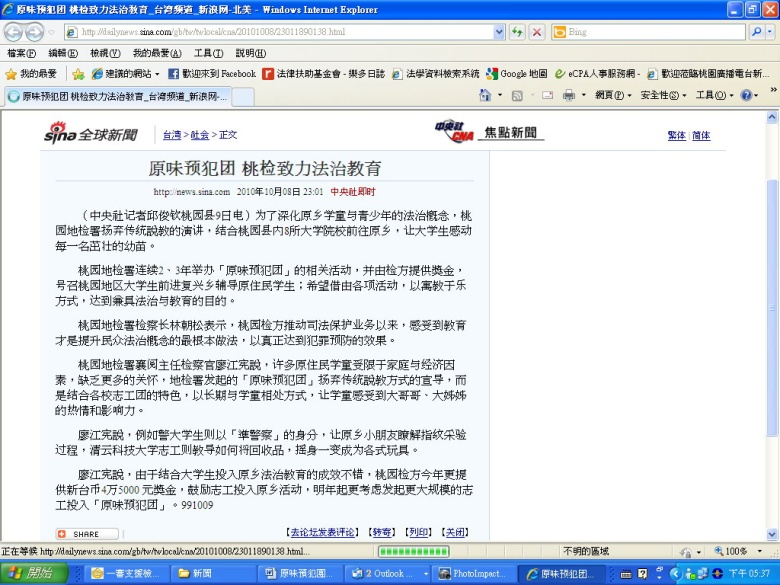 原味预犯团 桃检致力法治教育_台湾频道_新浪网-北美 - Windows Internet Explorer
http://dailynews.sina.com/gb/tw/twlocal/cna/20101008/23011890138.html
Bing
檔案(F) 編輯(E) 檢視(V) 我的最愛(A) 工具(T) 說明(H)
我的最愛 建議的網站 歡迎來到 Facebook 法律扶助基金會 - 樂多日誌 法學資料檢索系統 Google 地圖 eCPA人事服務網- 歡迎蒞臨桃園廣播電台新...
原味预犯团 桃检致力法治教育_台湾频道_新浪网-...
網頁(P) 安全性(S) 工具(O)
sina全球新聞 台湾 > 社会 > 正文 中央社CNA 焦點新聞 繁体 简体
原味预犯团 桃检致力法治教育
http://news.sina.com 2010年10月08日 23:01 中央社即时
（中央社记者邱俊钦桃园县9日电）为了深化原乡学童与青少年的法治概念，桃
园地检署扬弃传统說教的演讲，结合桃园县内8所大学院校前往原乡，让大学生感动
每一名茁壮的幼苗。
桃园地检署连续2、3年举办「原味预犯团」的相关活动，并由检方提供獎金，
号召桃园地区大学生前进复兴乡辅导原住民学生；希望借由各项活动，以寓教于乐
方式，达到兼具法治与教育的目的。
桃园地检署检察长林朝松表示，桃园检方推动司法保护业务以来，感受到教育
才是提升民众法治概念的最根本做法，以真正达到犯罪预防的效果。
桃园地检署襄阅主任检察官廖江宪說，许多原住民学童受限于家庭与经济因
素，缺乏更多的关怀，地检署发起的「原味预犯团」扬弃传统說教方式的宣导，而
是结合各校志工团的特色，以长期与学童相处方式，让学童感受到大哥哥、大姊姊
的热情和影响力。
廖江宪說，例如警大学生则以「準警察」的身分，让原乡小朋友瞭解指纹采验
过程，清云科技大学志工则教导如何将回收品，摇身一变成为各式玩具。
廖江宪說，由于结合大学生投入原乡法治教育的成效不错，桃园检方今年更提
供新台币4万5000 元獎金，鼓励志工投入原乡活动，明年起更考虑发起更大规模的志
工投入「原味预犯团」。991009
SHARE 【去论坛发表评论】【转寄】【列印】【关闭】
正在等候 http://dailynews.sina.com/gb/tw/twlocal/cna/20101008/23011890138.html... 不明的區域 100%
開始 一審支援檢... 新聞 原味預犯團... 2 Outlook... PhotoImpact... 原味预犯团... 下午 05:37